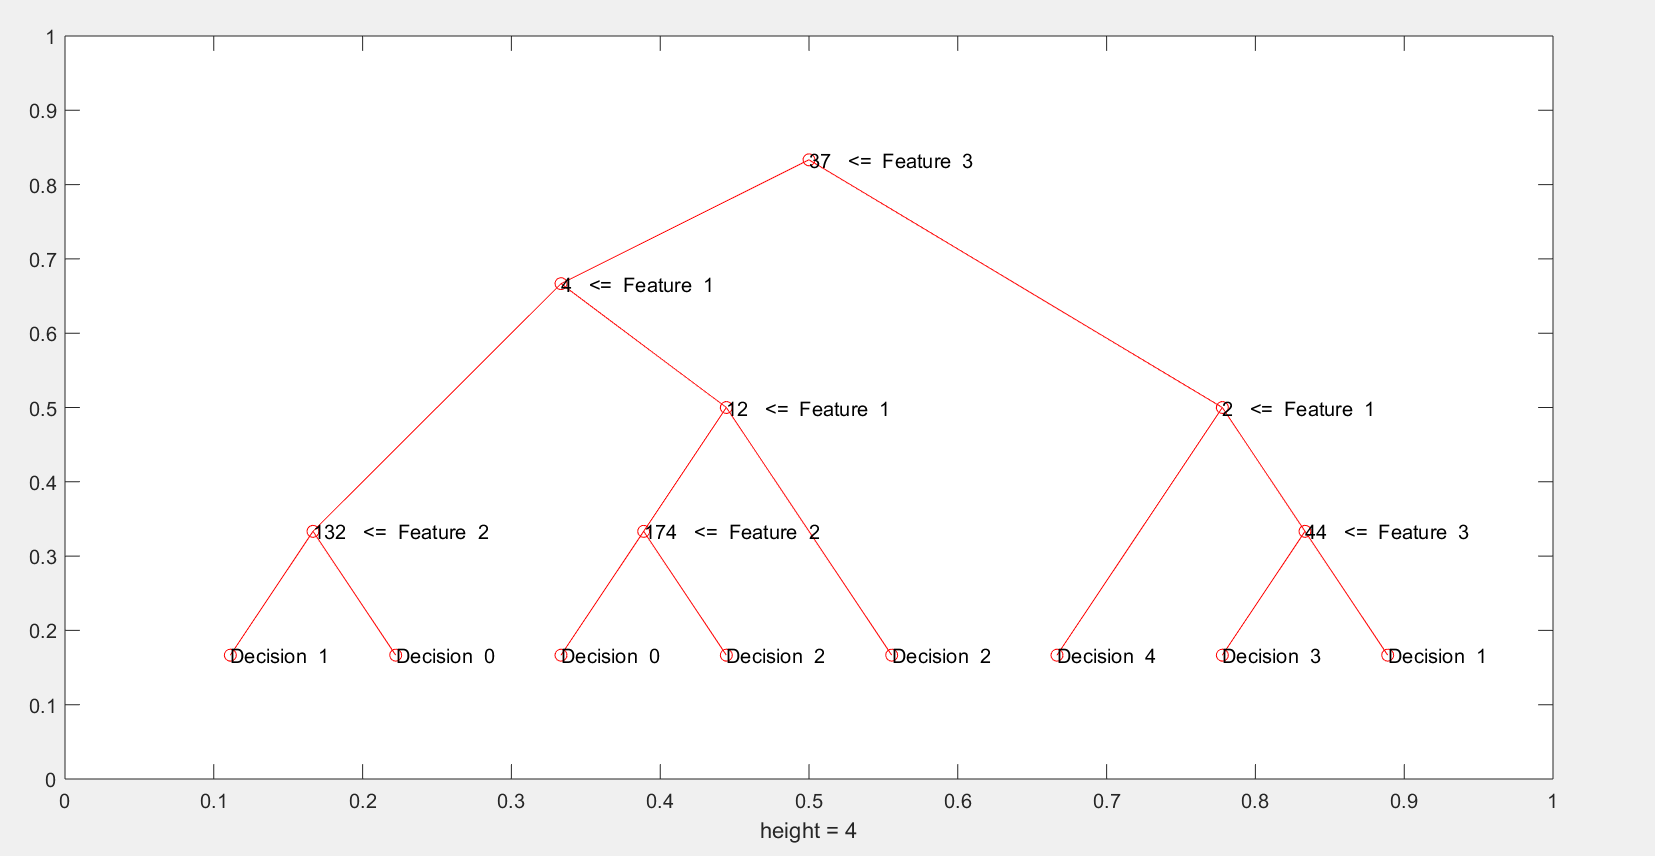 1
0.9
37 <= Feature 3
0.8
0.7
4 <= Feature 1
0.6
0.5
12 <= Feature 1
2 <= Feature 1
0.4
132 <= Feature 2
174 <= Feature 2
44 <= Feature 3
0.3
0.2
Decision 1
Decision 0
Decision 0
Decision 2
Decision 2
Decision 4
Decision 3
Decision 1
0.1
0
0 0.1 0.2 0.3 0.4 0.5 0.6 0.7 0.8 0.9 1
height = 4